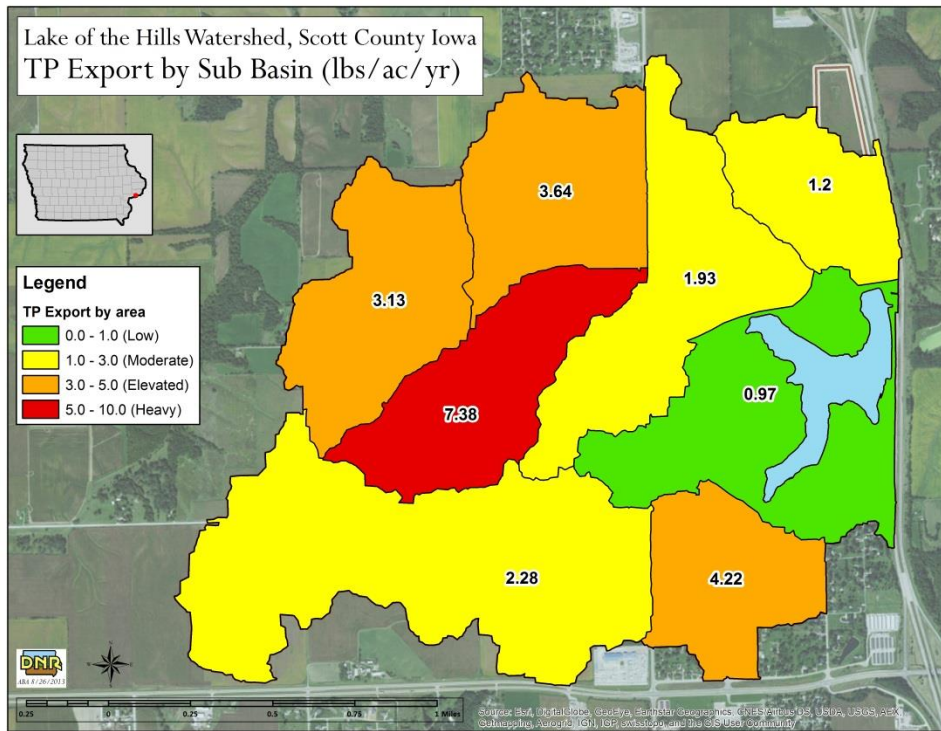 Lake of the Hills Watershed, Scott County Iowa
TP Export by Sub Basin (lbs/ac/yr)
3.64
1.2
3.13
1.93
Legend
TP Export by area
0.0 - 1.0 (Low)
1.0 - 3.0 (Moderate)
3.0 - 5.0 (Elevated)
5.0 - 10.0 (Heavy)
7.38
0.97
2.28
4.22
DNR
ABA 8/26/2013
0.25 0 0.25 0.5 0.75 1 Miles
Source: Esri, DigitalGlobe, GeoEye, Earthstar Geographics, CNES/Airbus DS, USDA, USGS, AEX,
Getmapping, Aerogrid, IGN, IGP, swisstopo, and the GIS User Community